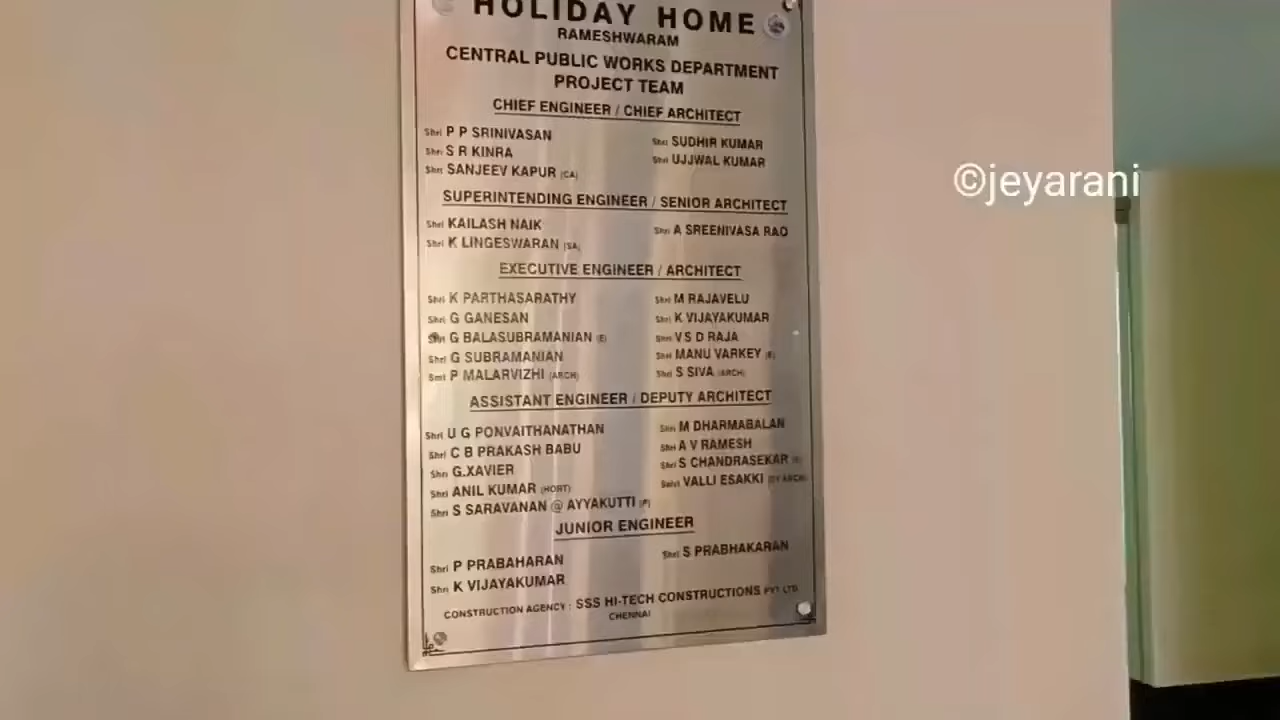 HOLIDAY HOME
RAMESHWARAM
CENTRAL PUBLIC WORKS DEPARTMENT
PROJECT TEAM
CHIEF ENGINEER / CHIEF ARCHITECT
Shri P P SRINIVASAN Shri SUDHIR KUMAR
Shri S R KINRA Shri UJJWAL KUMAR
Shri SANJEEV KAPUR (CA)
SUPERINTENDING ENGINEER / SENIOR ARCHITECT
Shri KAILASH NAIK Shri A SREENIVASA RAO
Shri K LINGESWARAN (SA)
EXECUTIVE ENGINEER / ARCHITECT
Shri K PARTHASARATHY Shri M RAJAVELU
Shri G GANESAN Shri K VIJAYAKUMAR
Shri G BALASUBRAMANIAN (E) Shri V S D RAJA
Shri G SUBRAMANIAN Shri MANU VARKEY (E)
Smt P MALARVIZHI (ARCH) Shri S SIVA (ARCH)
ASSISTANT ENGINEER / DEPUTY ARCHITECT
Shri U G PONVAITHANATHAN Shri M DHARMABALAN
Shri C B PRAKASH BABU Shri A V RAMESH
Shri G.XAVIER Shri S CHANDRASEKAR
Shri ANIL KUMAR (HORT) Selvi VALLI ESAKKI (DY ARCH)
Shri S SARAVANAN @ AYYAKUTTI (P)
JUNIOR ENGINEER
Shri P PRABAHARAN Shri S PRABHAKARAN
Shri K VIJAYAKUMAR
CONSTRUCTION AGENCY : SSS HI-TECH CONSTRUCTIONS PVT LTD
CHENNAI
©jeyarani